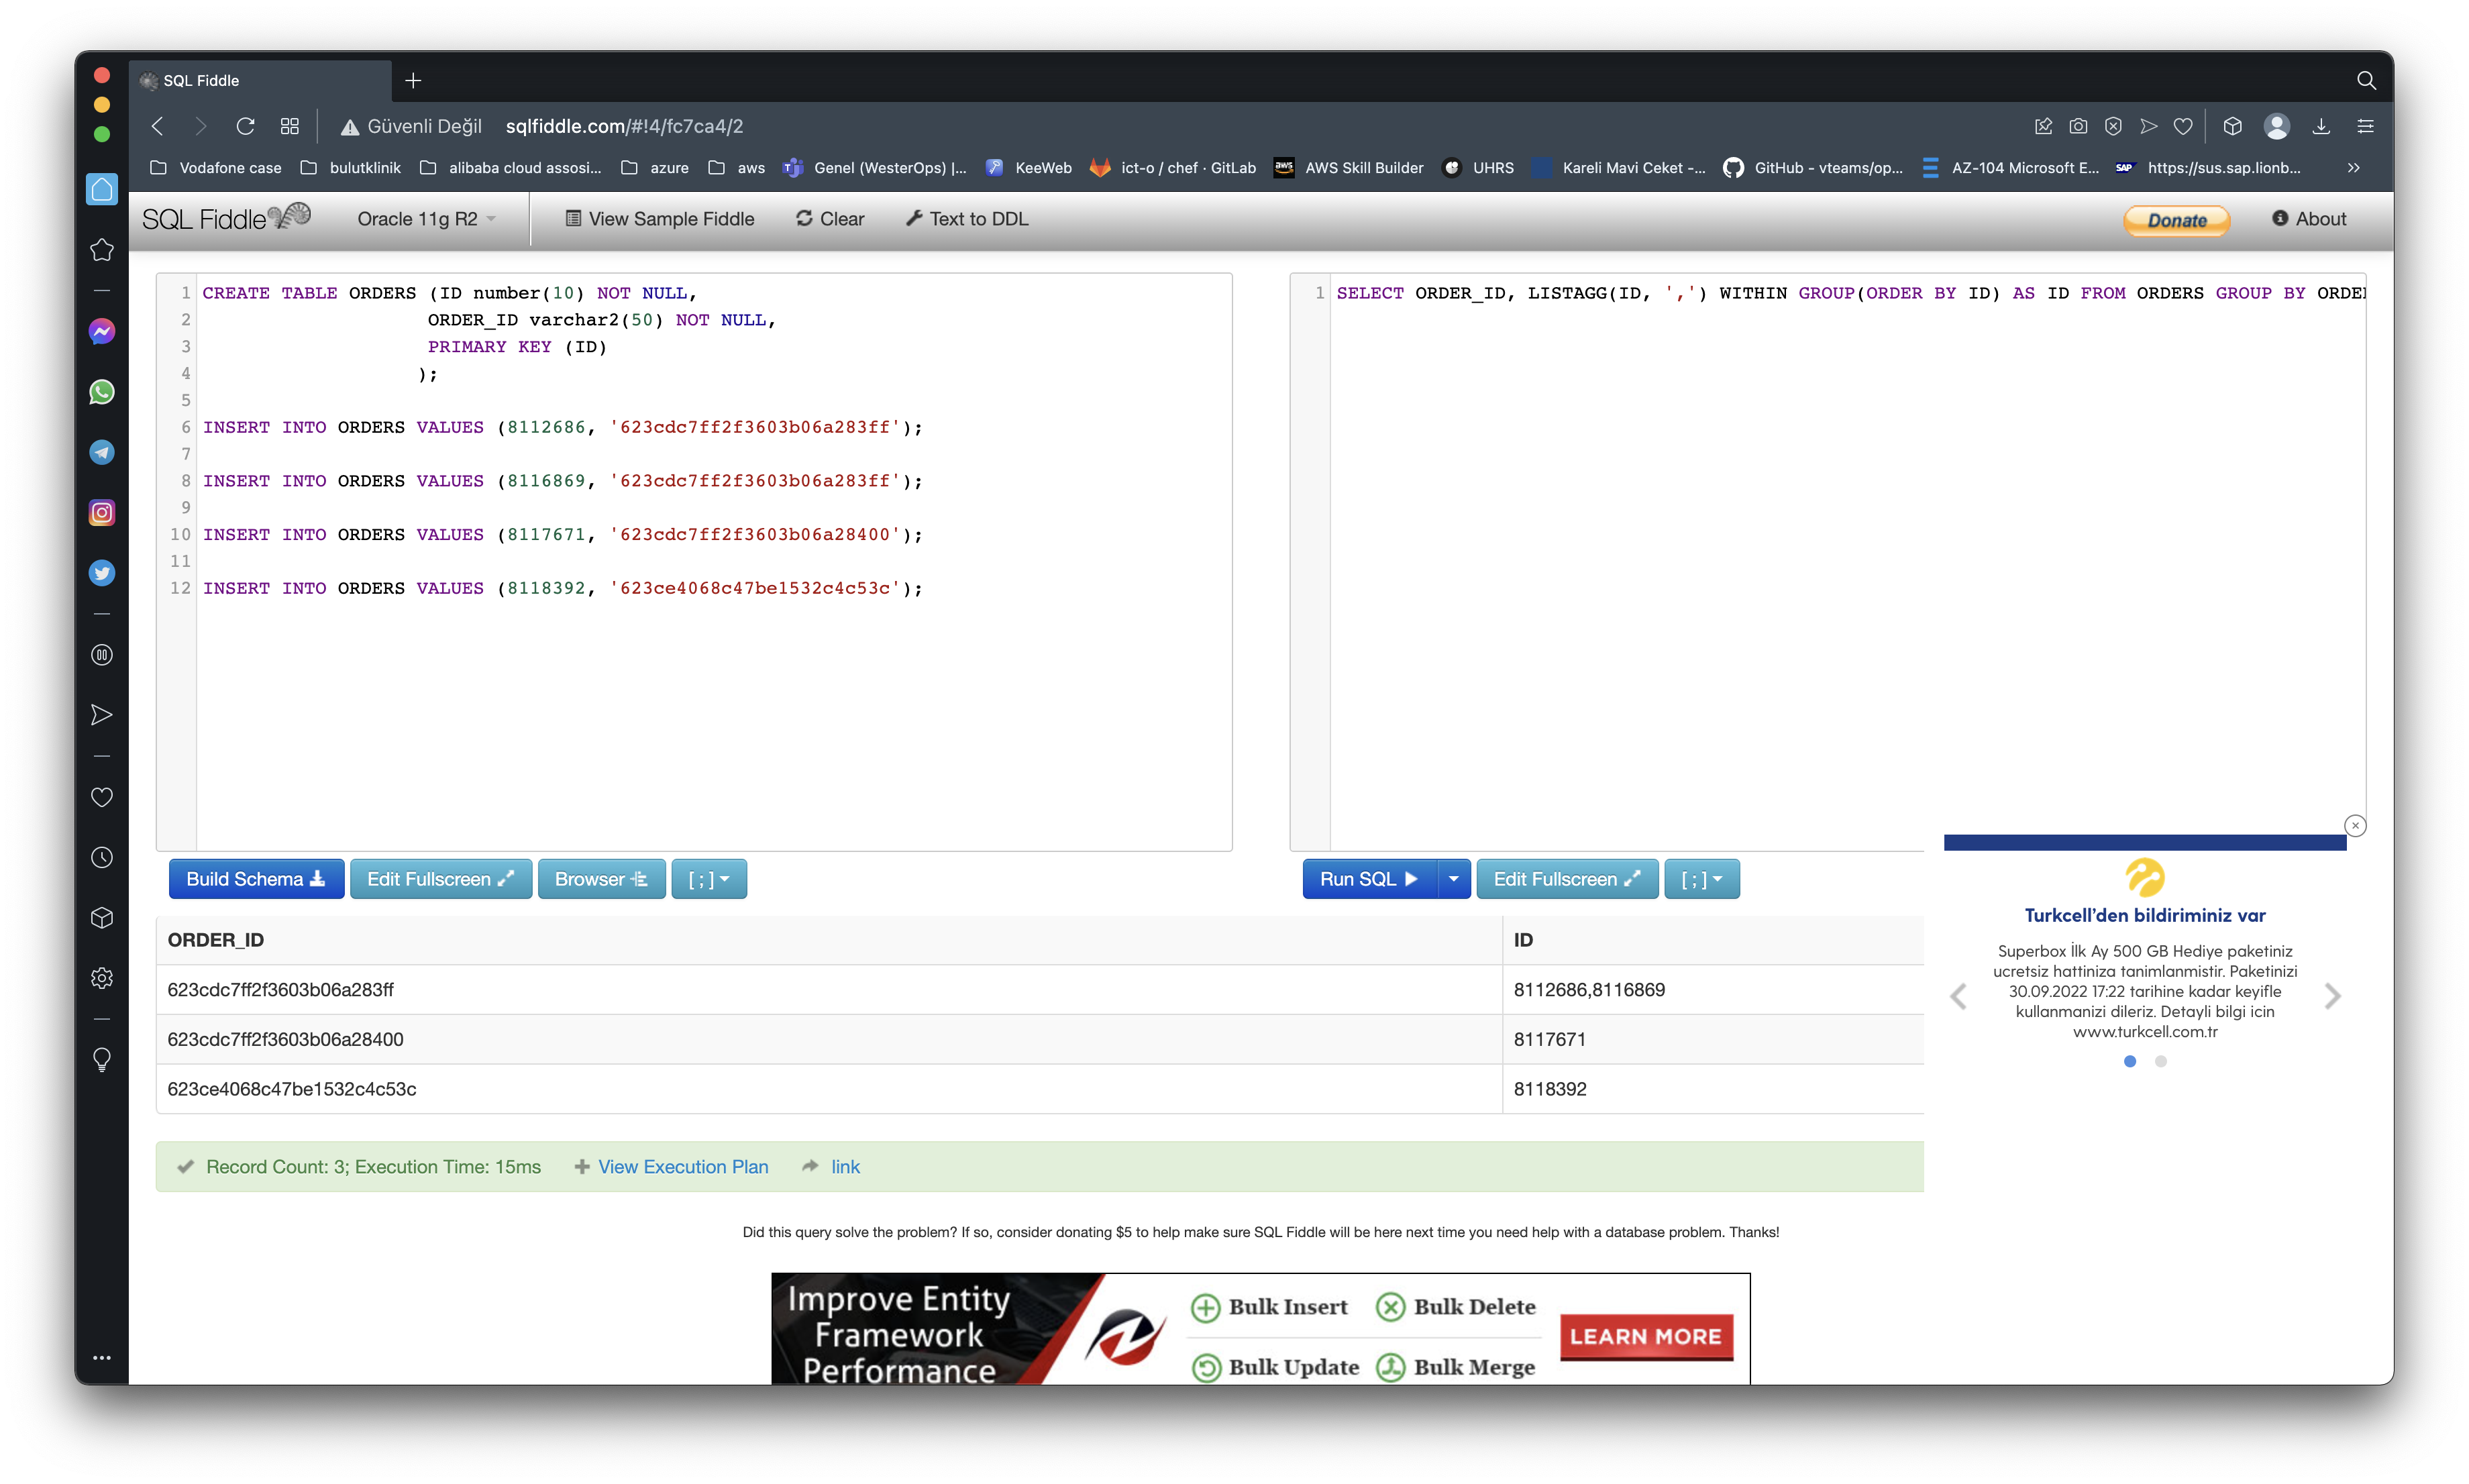 SQL Fiddle
Güvenli Değil sqlfiddle.com/#!4/fc7ca4/2
Vodafone case bulutklinik alibaba cloud assosi... azure aws Genel (WesterOps) |... KeeWeb ict-o / chef · GitLab AWS Skill Builder UHRS Kareli Mavi Ceket -... GitHub - vteams/op... AZ-104 Microsoft E... SAP https://sus.sap.lionb...
SQL Fiddle Oracle 11g R2 View Sample Fiddle Clear Text to DDL Donate About
1 CREATE TABLE ORDERS (ID number(10) NOT NULL,
2 ORDER_ID varchar2(50) NOT NULL,
3 PRIMARY KEY (ID)
4 );
5
6 INSERT INTO ORDERS VALUES (8112686, '623cdc7ff2f3603b06a283ff');
7
8 INSERT INTO ORDERS VALUES (8116869, '623cdc7ff2f3603b06a283ff');
9
10 INSERT INTO ORDERS VALUES (8117671, '623cdc7ff2f3603b06a28400');
11
12 INSERT INTO ORDERS VALUES (8118392, '623ce4068c47be1532c4c53c');
1 SELECT ORDER_ID, LISTAGG(ID, ',') WITHIN GROUP(ORDER BY ID) AS ID FROM ORDERS GROUP BY ORDE
Build Schema Edit Fullscreen Browser [ ; ]
Run SQL Edit Fullscreen [ ; ]
ORDER_ID ID
623cdc7ff2f3603b06a283ff 8112686,8116869
623cdc7ff2f3603b06a28400 8117671
623ce4068c47be1532c4c53c 8118392
Turkcell'den bildiriminiz var
Superbox İlk Ay 500 GB Hediye paketiniz
ucretsiz hattiniza tanimlanmistir. Paketinizi
30.09.2022 17:22 tarihine kadar keyifle
kullanmanizi dileriz. Detayli bilgi icin
www.turkcell.com.tr
Record Count: 3; Execution Time: 15ms View Execution Plan link
Did this query solve the problem? If so, consider donating $5 to help make sure SQL Fiddle will be here next time you need help with a database problem. Thanks!
Improve Entity
Framework
Performance
Bulk Insert Bulk Delete
Bulk Update Bulk Merge
LEARN MORE